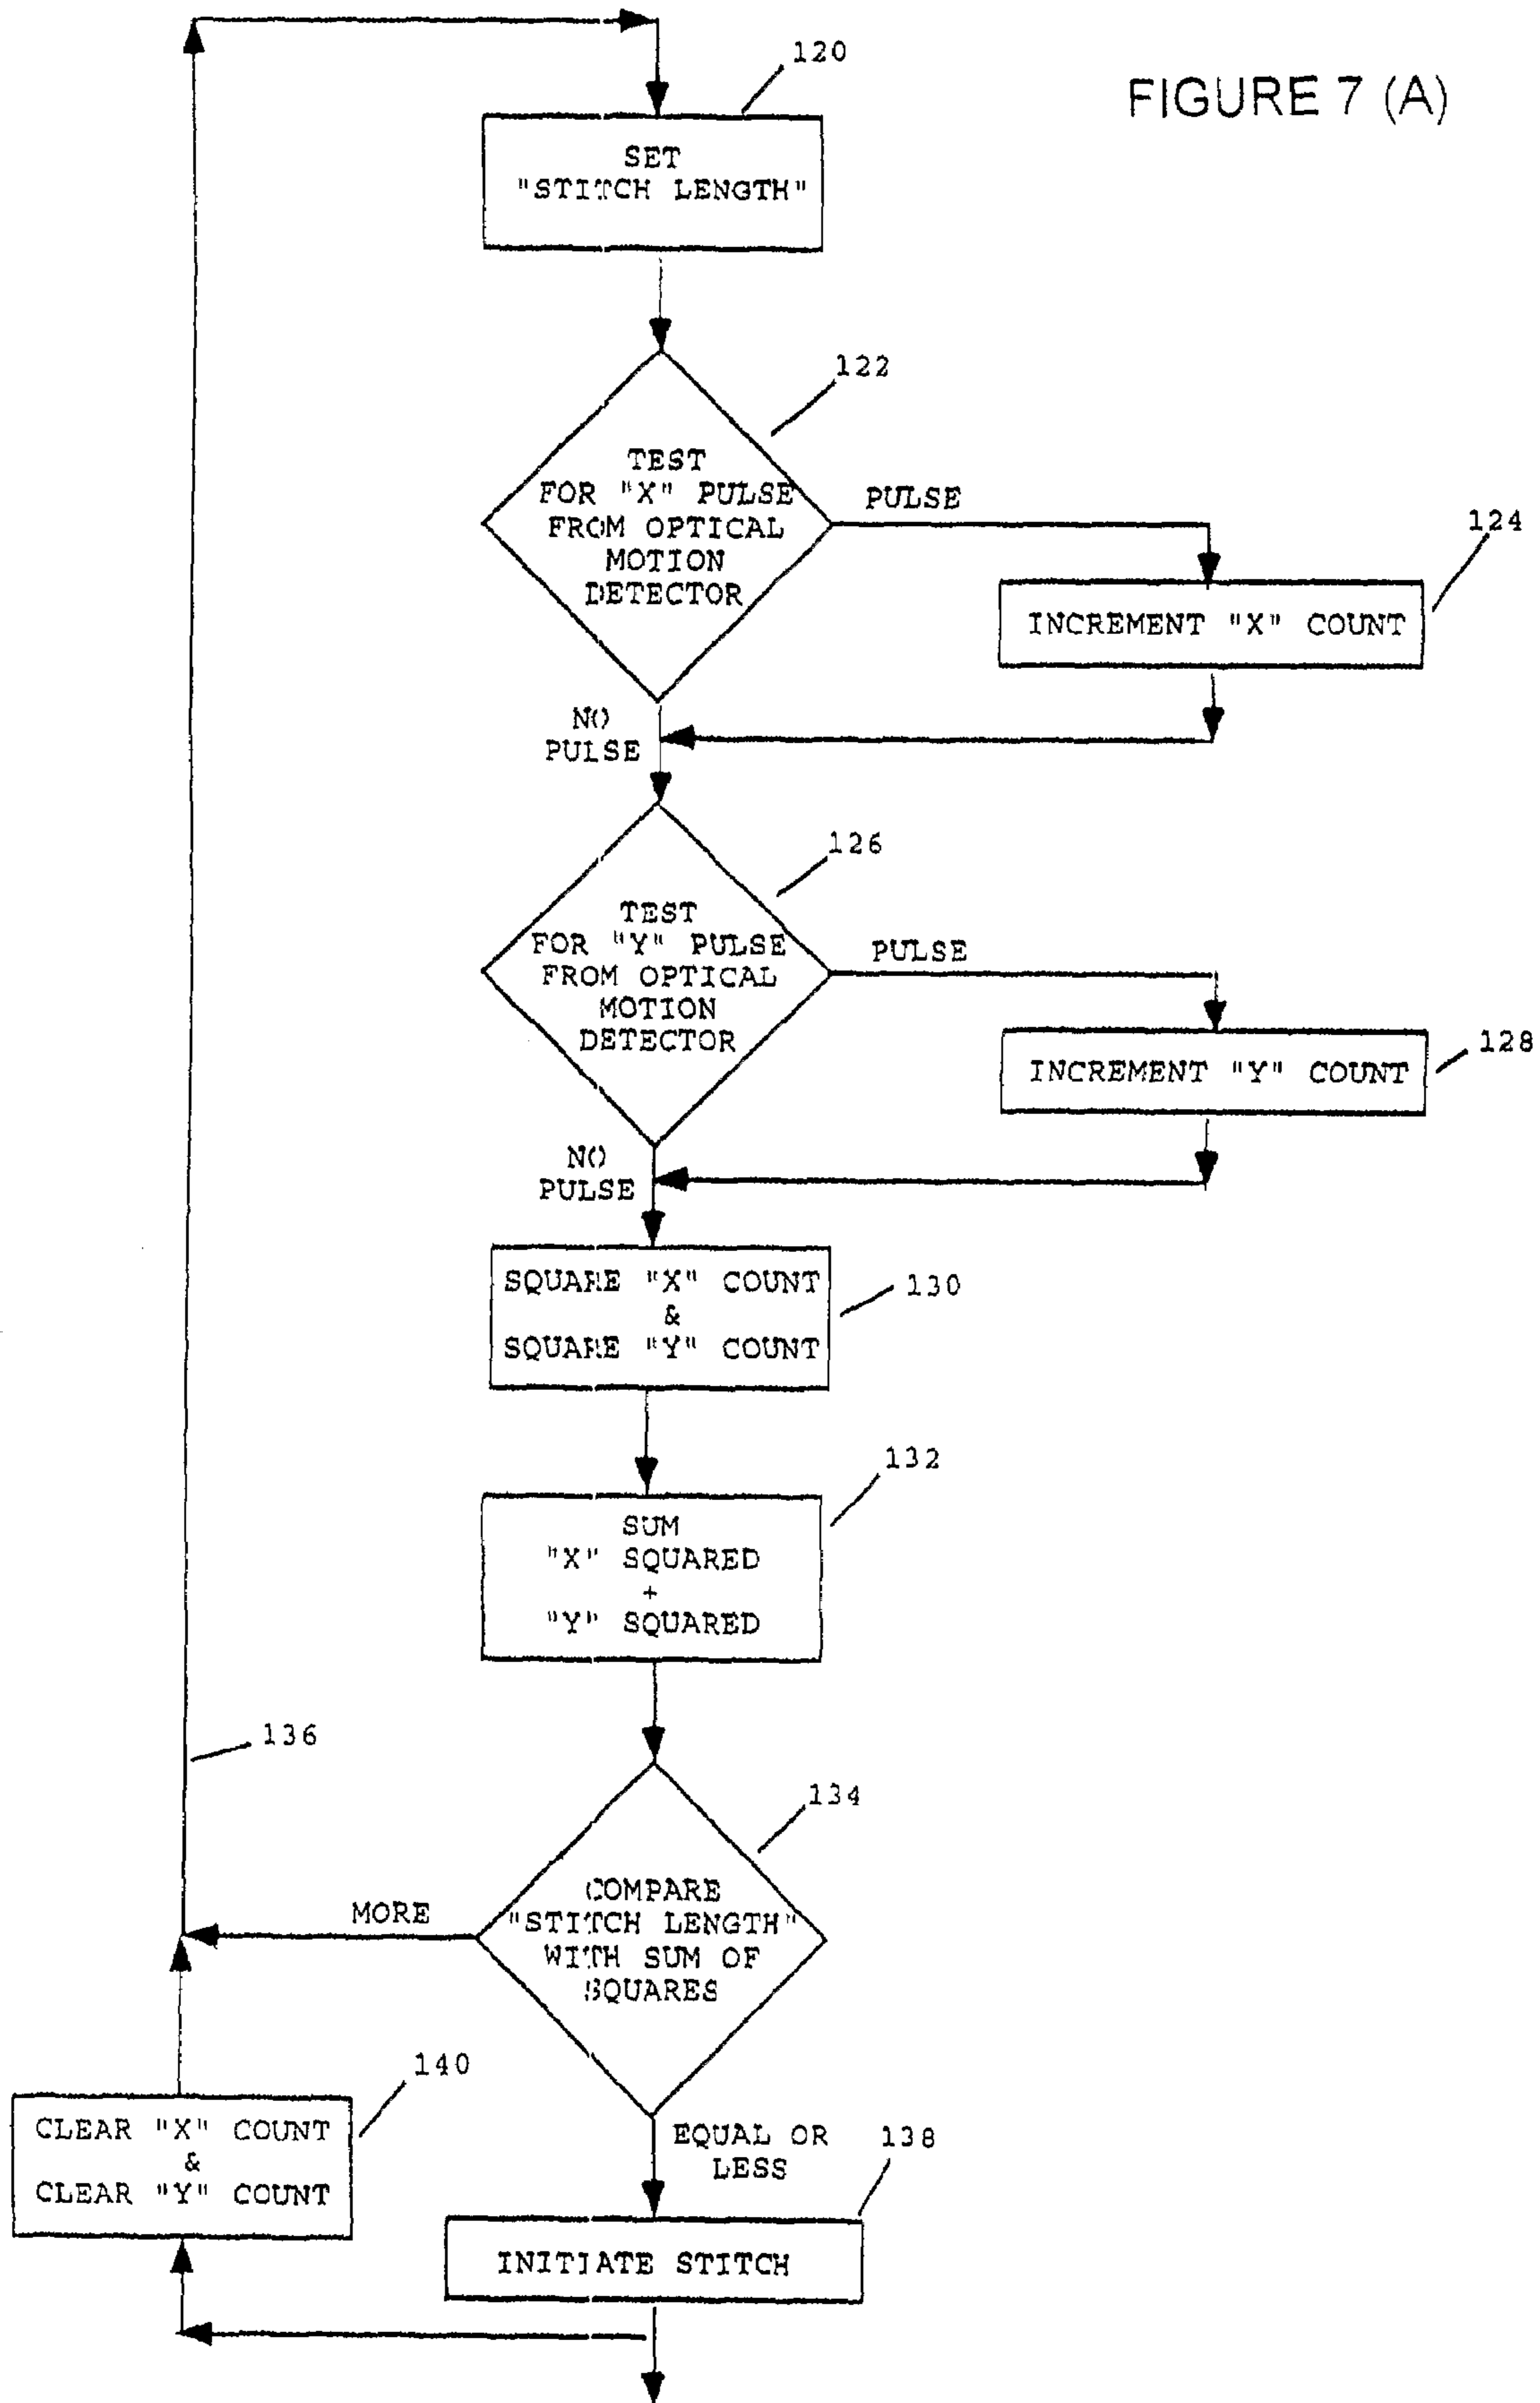 FIGURE 7 (A)
120
SET
"STITCH LENGTH"
122
TEST
FOR "X" PULSE
FROM OPTICAL
MOTION
DETECTOR
PULSE
124
INCREMENT "X" COUNT
NO
PULSE
126
TEST
FOR "Y" PULSE
FROM OPTICAL
MOTION
DETECTOR
PULSE
128
INCREMENT "Y" COUNT
NO
PULSE
SQUARE "X" COUNT
&
SQUARE "Y" COUNT
130
132
SUM
"X" SQUARED
+
"Y" SQUARED
136
134
COMPARE
"STITCH LENGTH"
WITH SUM OF
SQUARES
MORE
140
CLEAR "X" COUNT
&
CLEAR "Y" COUNT
EQUAL OR
LESS
138
INITIATE STITCH